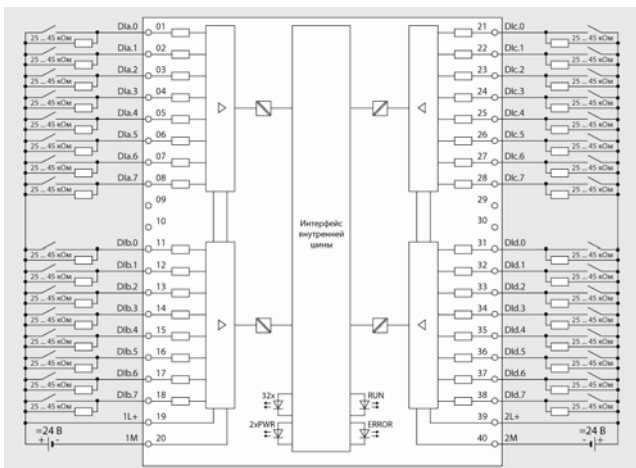 DIa.0 01 21 DIc.0
25 ... 45 кОм 25 ... 45 кОм
DIa.1 02 22 DIc.1
25 ... 45 кОм 25 ... 45 кОм
DIa.2 03 23 DIc.2
25 ... 45 кОм 25 ... 45 кОм
DIa.3 04 24 DIc.3
25 ... 45 кОм 25 ... 45 кОм
DIa.4 05 25 DIc.4
25 ... 45 кОм 25 ... 45 кОм
DIa.5 06 26 DIc.5
25 ... 45 кОм 25 ... 45 кОм
DIa.6 07 27 DIc.6
25 ... 45 кОм 25 ... 45 кОм
DIa.7 08 28 DIc.7
25 ... 45 кОм 25 ... 45 кОм
09 29
10 30
Интерфейс
внутренней
шины
DIb.0 11 31 DId.0
25 ... 45 кОм 25 ... 45 кОм
DIb.1 12 32 DId.1
25 ... 45 кОм 25 ... 45 кОм
DIb.2 13 33 DId.2
25 ... 45 кОм 25 ... 45 кОм
DIb.3 14 34 DId.3
25 ... 45 кОм 25 ... 45 кОм
DIb.4 15 35 DId.4
25 ... 45 кОм 25 ... 45 кОм
DIb.5 16 36 DId.5
25 ... 45 кОм 25 ... 45 кОм
DIb.6 17 37 DId.6
25 ... 45 кОм 25 ... 45 кОм
DIb.7 18 32x RUN 38 DId.7
25 ... 45 кОм 25 ... 45 кОм
1L+ 19 39 2L+
=24 В 2xPWR ERROR =24 В
+ - 1M 20 40 2M - +